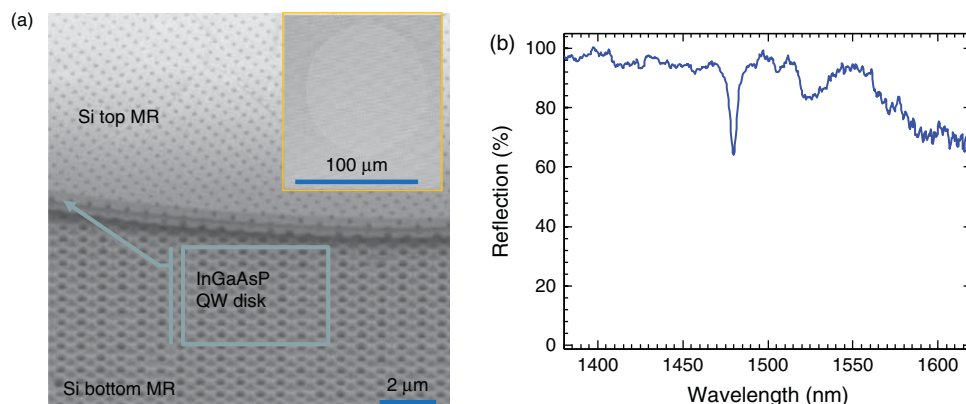 (a)
Si top MR
100 μm
InGaAsP
QW disk
Si bottom MR
2 μm
(b)
100
80
60
40
20
0
Reflection (%)
1400
1450
1500
1550
1600
Wavelength (nm)